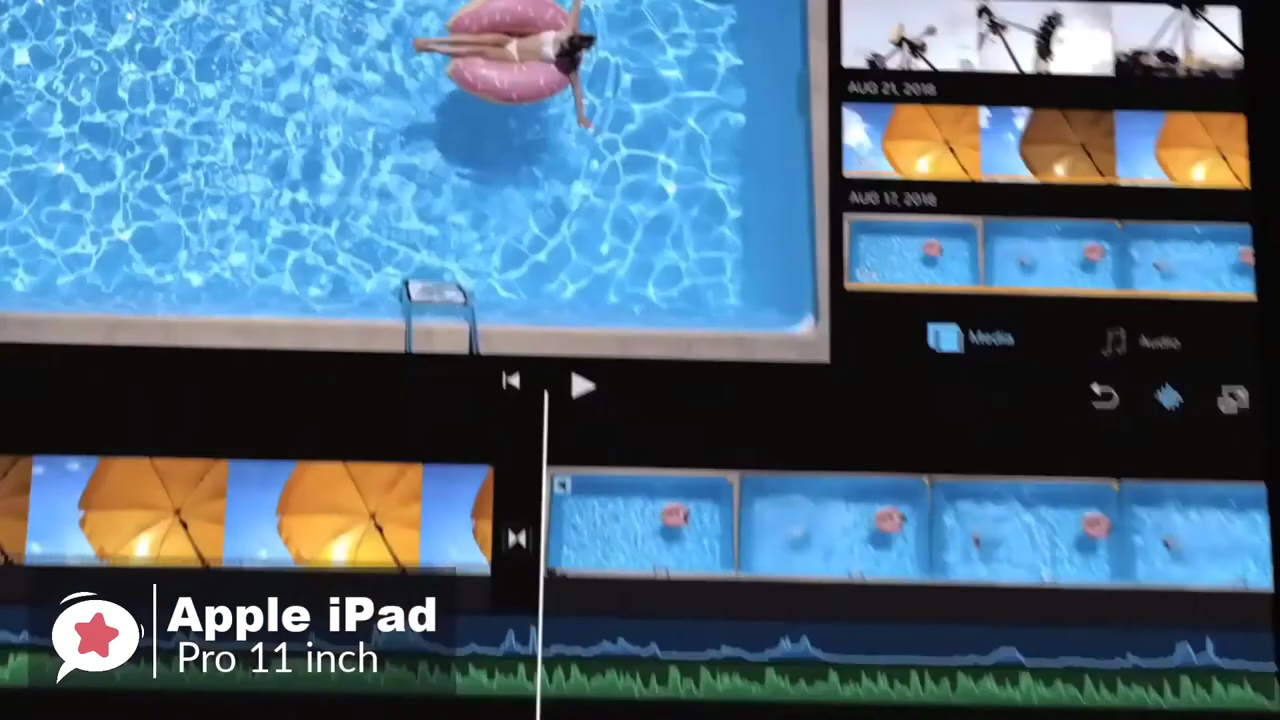 AUG 21, 2018
AUG 17, 2018
Media
Audio
Apple iPad
Pro 11 inch